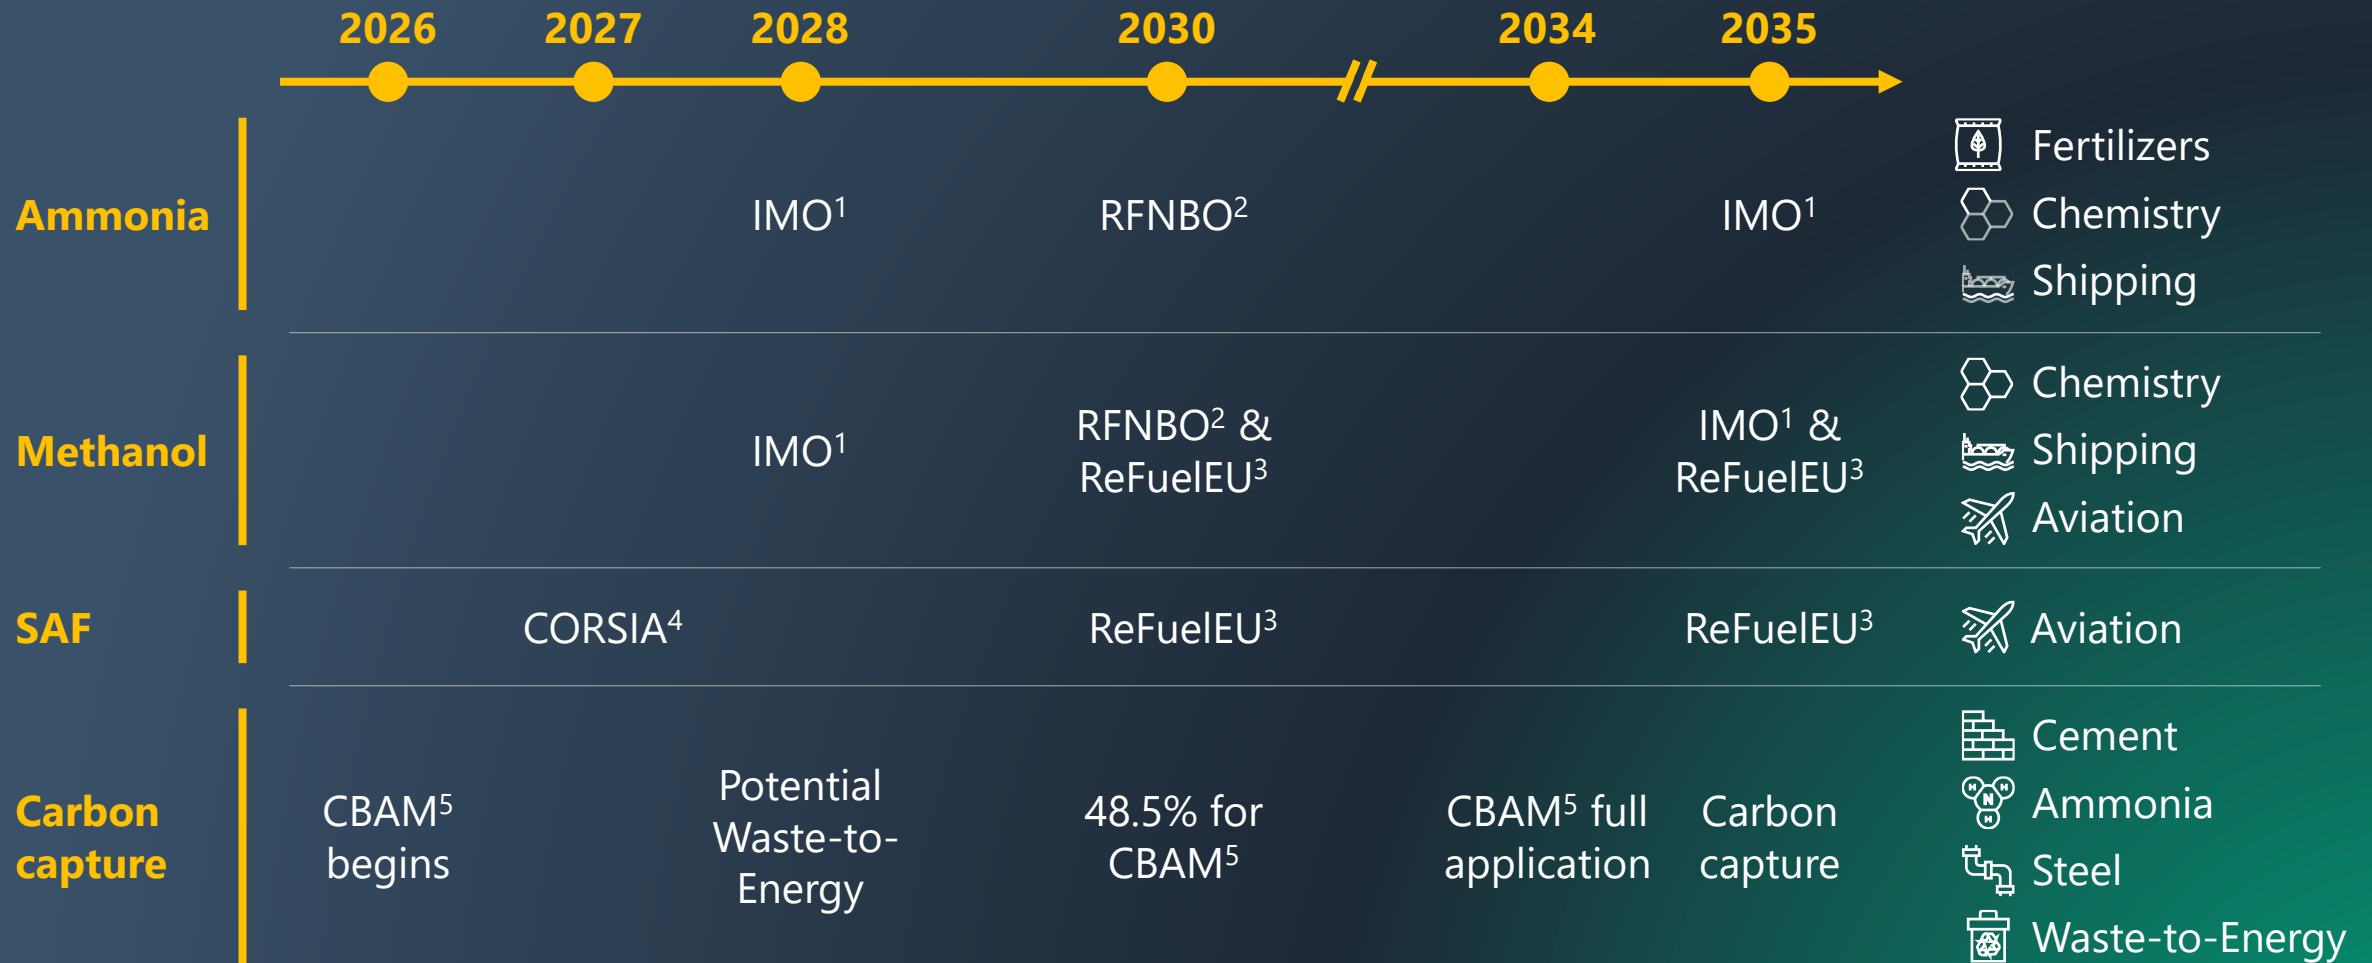 2026 2027 2028 2030 2034 2035
Ammonia
IMO¹ RFNBO² IMO¹
Fertilizers
Chemistry
Shipping
Methanol
IMO¹
RFNBO² &
ReFuelEU³
IMO¹ &
ReFuelEU³
Chemistry
Shipping
Aviation
SAF
CORSIA⁴ ReFuelEU³ ReFuelEU³
Aviation
Carbon
capture
CBAM⁵
begins
Potential
Waste-to-
Energy
48.5% for
CBAM⁵
CBAM⁵ full
application
Carbon
capture
Cement
H H
N
H
Ammonia
Steel
Waste-to-Energy